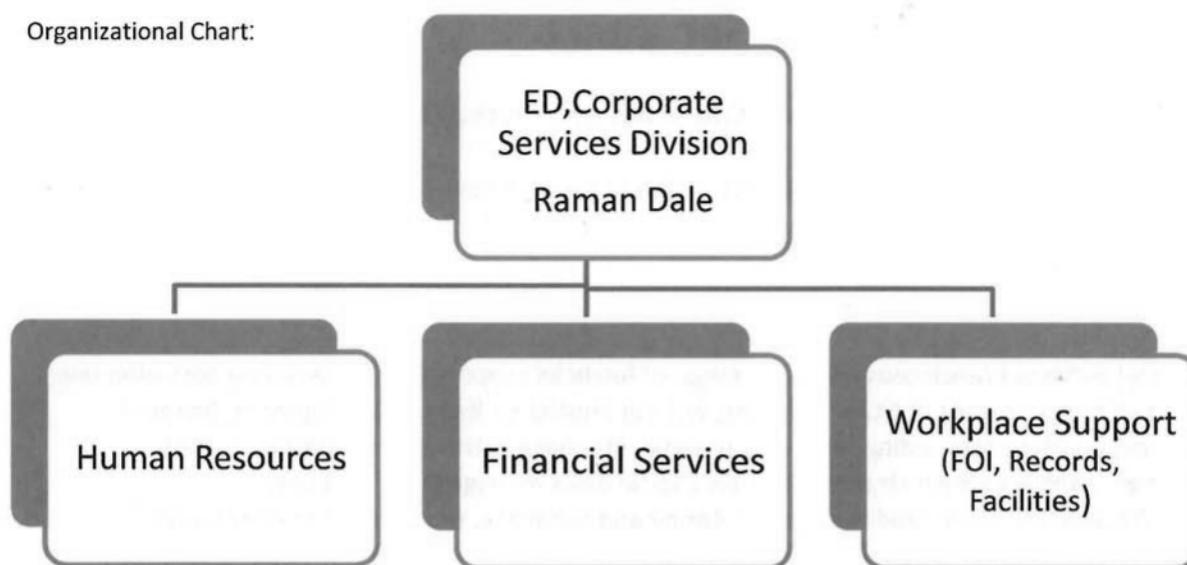 Organizational Chart:
ED,Corporate
Services Division
Raman Dale
Human Resources
Financial Services
Workplace Support
(FOI, Records,
Facilities)